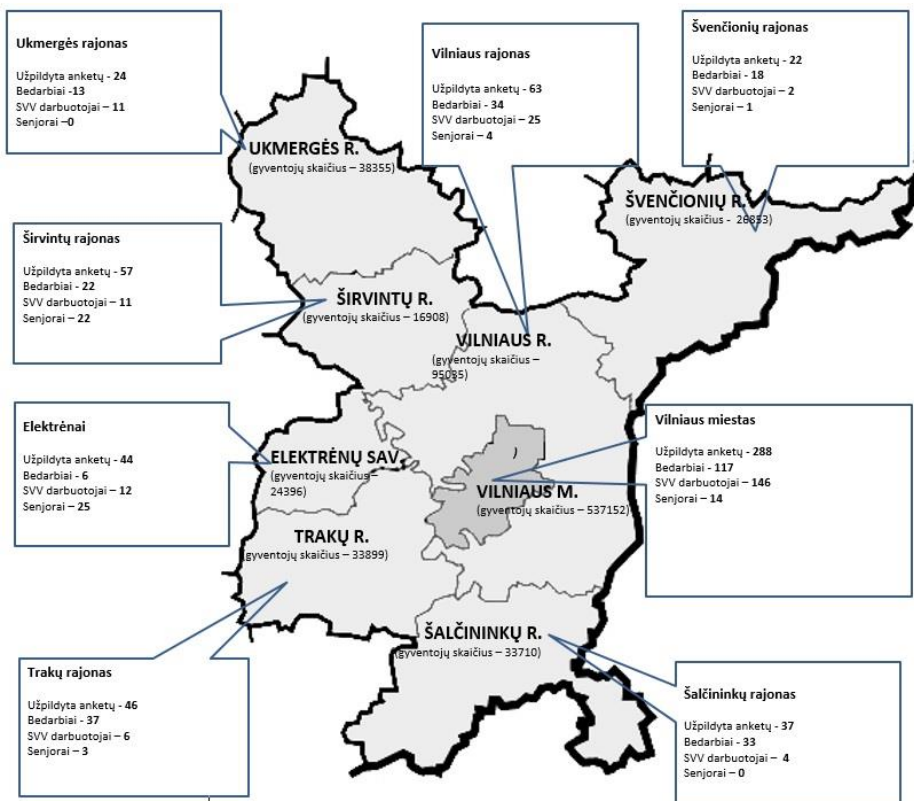 Ukmergės rajonas
Užpildyta anketų - 24
Bedarbiai -13
SVV darbuotojai – 11
Senjorai –0
Vilniaus rajonas
Užpildyta anketų - 63
Bedarbiai - 34
SVV darbuotojai – 25
Senjorai – 4
Švenčionių rajonas
Užpildyta anketų - 22
Bedarbiai - 18
SVV darbuotojai – 2
Senjorai – 1
UKMERGĖS R.
(gyventojų skaičius – 38355)
ŠVENČIONIŲ R.
(gyventojų skaičius - 26853)
Širvintų rajonas
Užpildyta anketų - 57
Bedarbiai - 22
SVV darbuotojai – 11
Senjorai – 22
ŠIRVINTŲ R.
(gyventojų skaičius – 16908)
VILNIAUS R.
(gyventojų skaičius –
95035)
Elektrėnai
Užpildyta anketų - 44
Bedarbiai - 6
SVV darbuotojai – 12
Senjorai – 25
ELEKTRĖNŲ SAV.
(gyventojų skaičius –
24396)
Vilniaus miestas
Užpildyta anketų - 288
Bedarbiai - 117
SVV darbuotojai – 146
Senjorai – 14
VILNIAUS M.
(gyventojų skaičius – 537152)
TRAKŲ R.
(gyventojų skaičius – 33899)
ŠALČININKŲ R.
(gyventojų skaičius – 33710)
Trakų rajonas
Užpildyta anketų - 46
Bedarbiai - 37
SVV darbuotojai – 6
Senjorai – 3
Šalčininkų rajonas
Užpildyta anketų - 37
Bedarbiai - 33
SVV darbuotojai – 4
Senjorai – 0